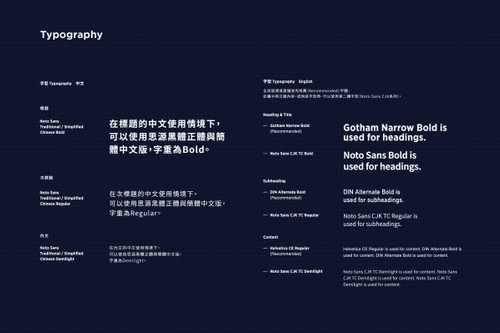 Typography
字型 Typography 中文
標題
Noto Sans
Traditional / Simplified
Chinese Bold
在標題的中文使用情境下，
可以使用思源黑體正體與簡
體中文版，字重為Bold。
次標題
Noto Sans
Traditional / Simplified
Chinese Regular
在次標題的中文使用情境下，
可以使用思源黑體正體與簡體中文版，
字重為Regular。
內文
Noto Sans
Traditional / Simplified
Chinese Demilight
在內文的中文使用情境下，
可以使用思源黑體正體與簡體中文版，
字重為Demilight。
字型 Typography English
Heading & Title
— Gotham Narrow Bold
(Recommended)
Gotham Narrow Bold is
used for headings.
— Noto Sans CJK TC Bold
Noto Sans Bold is
used for headings.
Subheading
— DIN Alternate Bold
(Recommended)
DIN Alternate Bold is
used for subheadings.
— Noto Sans CJK TC Regular
Noto Sans CJK TC Regular is
used for subheadings.
Content
— Helvetica CE Regular
(Recommended)
Helvetica CE Regular is used for content. DIN Alternate Bold is
used for content. DIN Alternate Bold is used for content.
— Noto Sans CJK TC Demilight
Noto Sans CJK TC Demilight is used for content. Noto Sans
CJK TC Demilight is used for content. Noto Sans CJK TC
Demilight is used for content.